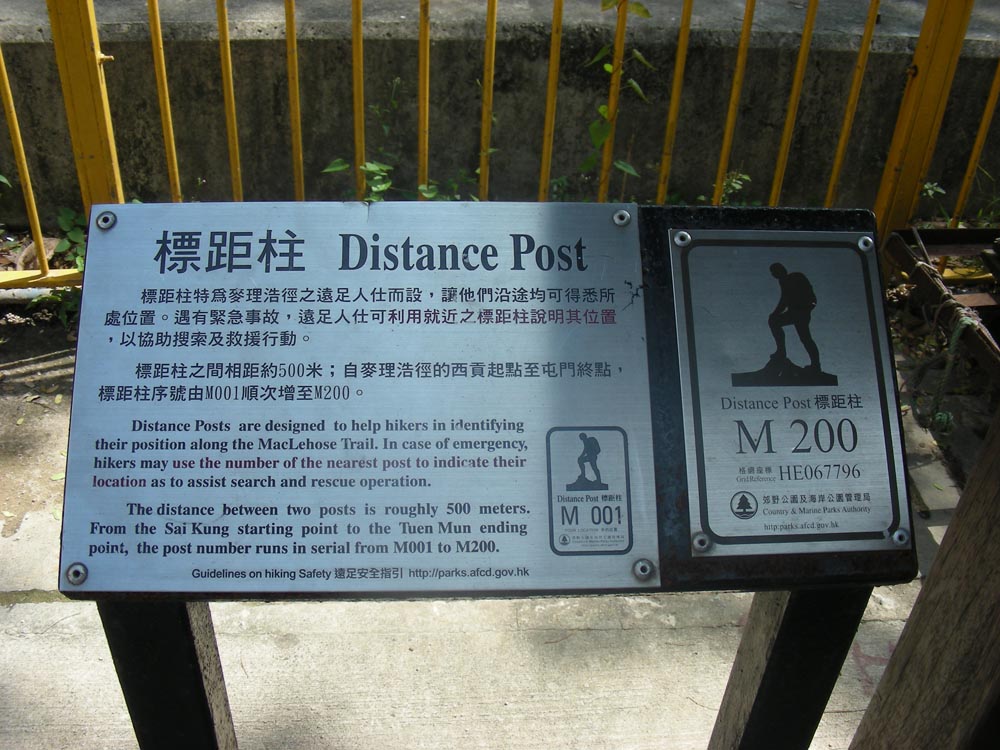 標距柱 Distance Post
標距柱特為麥理浩徑之遠足人仕而設，讓他們沿途均可得悉所
處位置。遇有緊急事故，遠足人仕可利用就近之標距柱說明其位置
，以協助搜索及救援行動。
標距柱之間相距約500米；自麥理浩徑的西貢起點至屯門終點，
標距柱序號由M001順次增至M200。
Distance Posts are designed to help hikers in identifying
their position along the MacLehose Trail. In case of emergency,
hikers may use the number of the nearest post to indicate their
location as to assist search and rescue operation.
The distance between two posts is roughly 500 meters.
From the Sai Kung starting point to the Tuen Mun ending
point, the post number runs in serial from M001 to M200.
Guidelines on hiking Safety 遠足安全指引 http://parks.afcd.gov.hk
Distance Post 標距柱
M 001
Distance Post 標距柱
M 200
格網座標
Grid Reference HE067796
郊野公園及海岸公園管理局
Country & Marine Parks Authority
http:parks.afcd.gov.hk